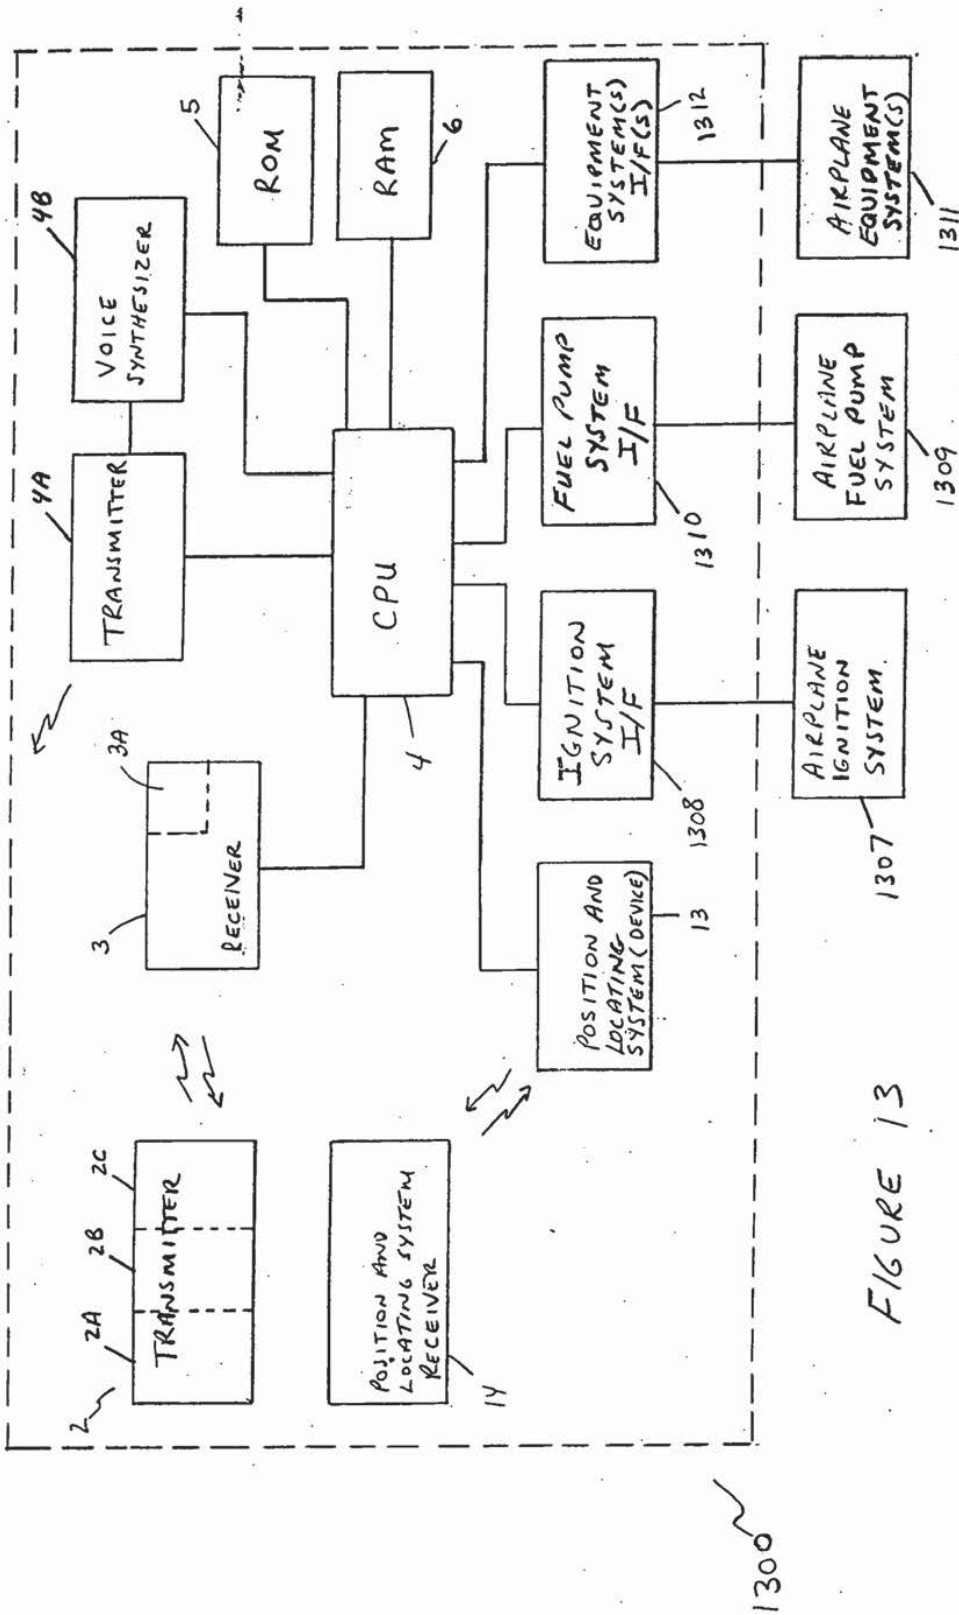 2
2A
2B
2C
TRANSMITTER
3
3A
RECEIVER
4A
TRANSMITTER
4B
VOICE
SYNTHESIZER
5
ROM
RAM
6
CPU
4
POSITION AND
LOCATING SYSTEM
RECEIVER
14
POSITION AND
LOCATING
SYSTEM (DEVICE)
13
IGNITION
SYSTEM
I/F
1308
FUEL PUMP
SYSTEM
I/F
1310
EQUIPMENT
SYSTEM(S)
I/F(S)
1312
AIRPLANE
IGNITION
SYSTEM.
1307
AIRPLANE
FUEL PUMP
SYSTEM
1309
AIRPLANE
EQUIPMENT
SYSTEM(S)
1311
1300
FIGURE 13